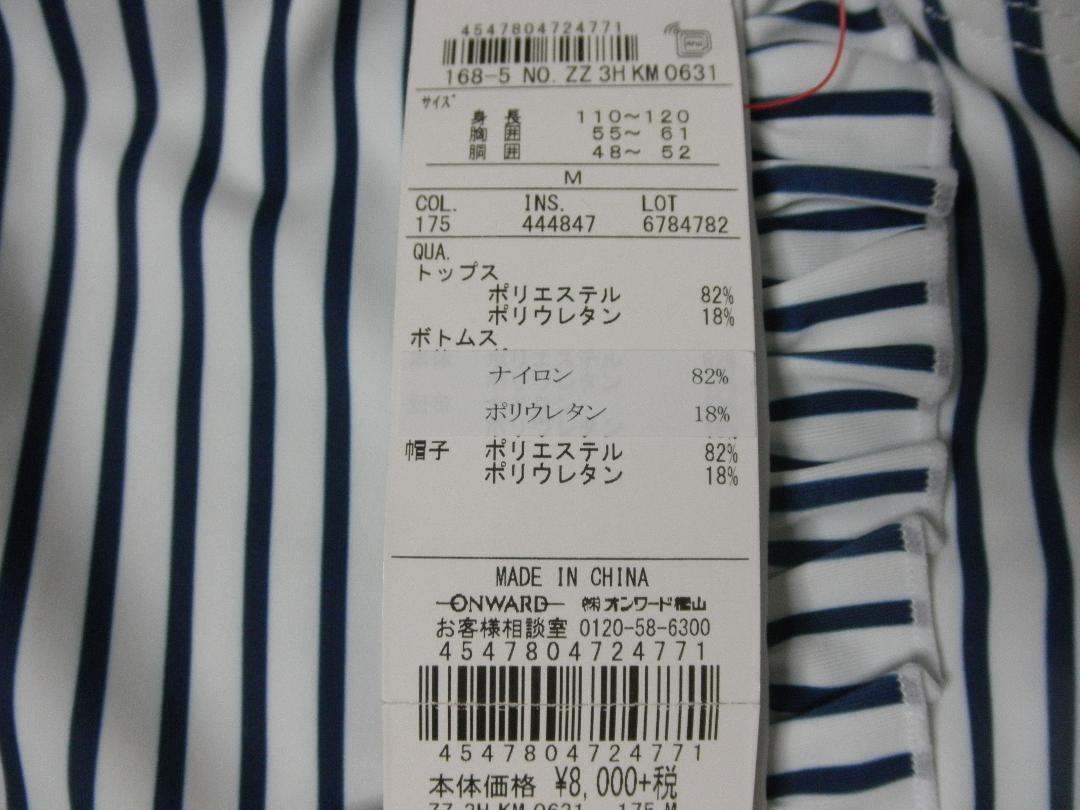 4547804724771
168-5 NO. ZZ 3H KM 0631
サイズ
身長 110～120
胸囲 55～ 61
胴囲 48～ 52
M
COL. INS. LOT
175 444847 6784782
QUA.
トップス
ポリエステル 82%
ポリウレタン 18%
ボトムス
ナイロン 82%
ポリウレタン 18%
帽子 ポリエステル 82%
ポリウレタン 18%
MADE IN CHINA
ONWARD ㈱オンワード樫山
お客様相談室 0120-58-6300
4547804724771
4547804724771
本体価格 ¥8,000+税
ZZ 3H KM 0631 175 M